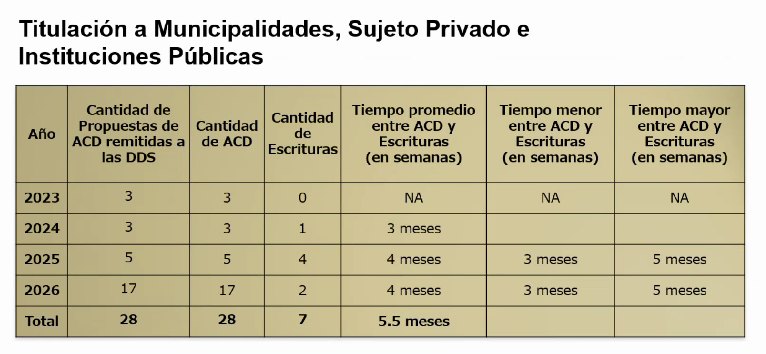 Titulación a Municipalidades, Sujeto Privado e
Instituciones Públicas
Año | Cantidad de Propuestas de ACD remitidas a las DDS | Cantidad de ACD | Cantidad de Escrituras | Tiempo promedio entre ACD y Escrituras (en semanas) | Tiempo menor entre ACD y Escrituras (en semanas) | Tiempo mayor entre ACD y Escrituras (en semanas)
2023 | 3 | 3 | 0 | NA | NA | NA
2024 | 3 | 3 | 1 | 3 meses | |
2025 | 5 | 5 | 4 | 4 meses | 3 meses | 5 meses
2026 | 17 | 17 | 2 | 4 meses | 3 meses | 5 meses
Total | 28 | 28 | 7 | 5.5 meses | |